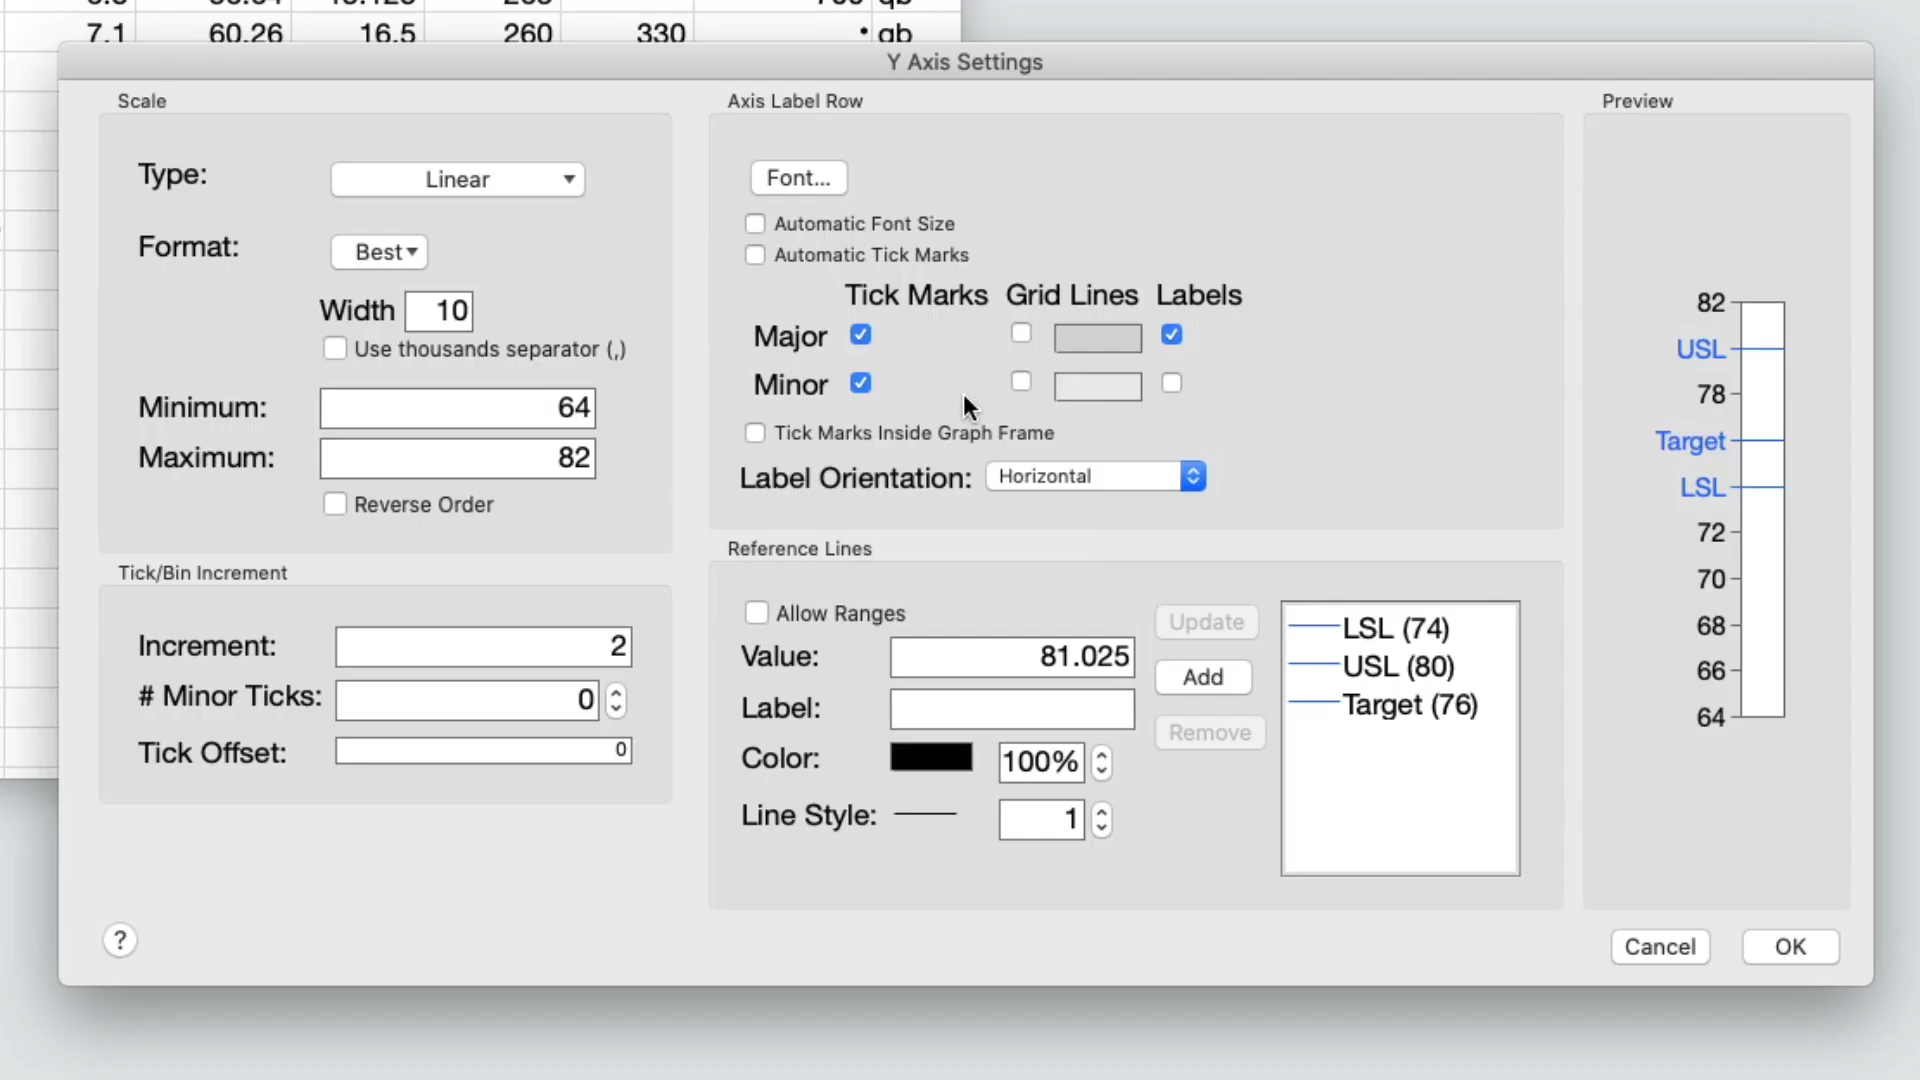 7.1 60.26 16.5 260 330 • qb
Y Axis Settings
Scale
Type: Linear
Format: Best
Width 10
Use thousands separator (,)
Minimum: 64
Maximum: 82
Reverse Order
Tick/Bin Increment
Increment: 2
# Minor Ticks: 0
Tick Offset: 0
?
Axis Label Row
Font...
Automatic Font Size
Automatic Tick Marks
Tick Marks Grid Lines Labels
Major
Minor
Tick Marks Inside Graph Frame
Label Orientation: Horizontal
Reference Lines
Allow Ranges
Value: 81.025
Label:
Color: 100%
Line Style: 1
Update
Add
Remove
LSL (74)
USL (80)
Target (76)
Preview
82
USL
78
Target
LSL
72
70
68
66
64
Cancel OK